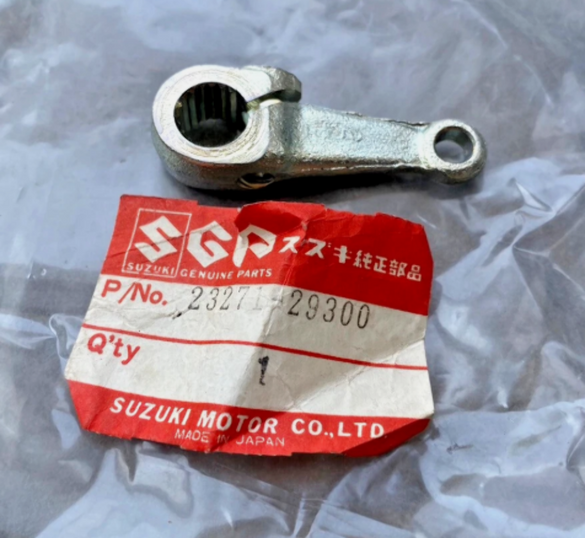 SGP スズキ純正部品
SUZUKI GENUINE PARTS
P/No. 23271-29300
Q'ty 1
SUZUKI MOTOR CO.,LTD.
MADE IN JAPAN